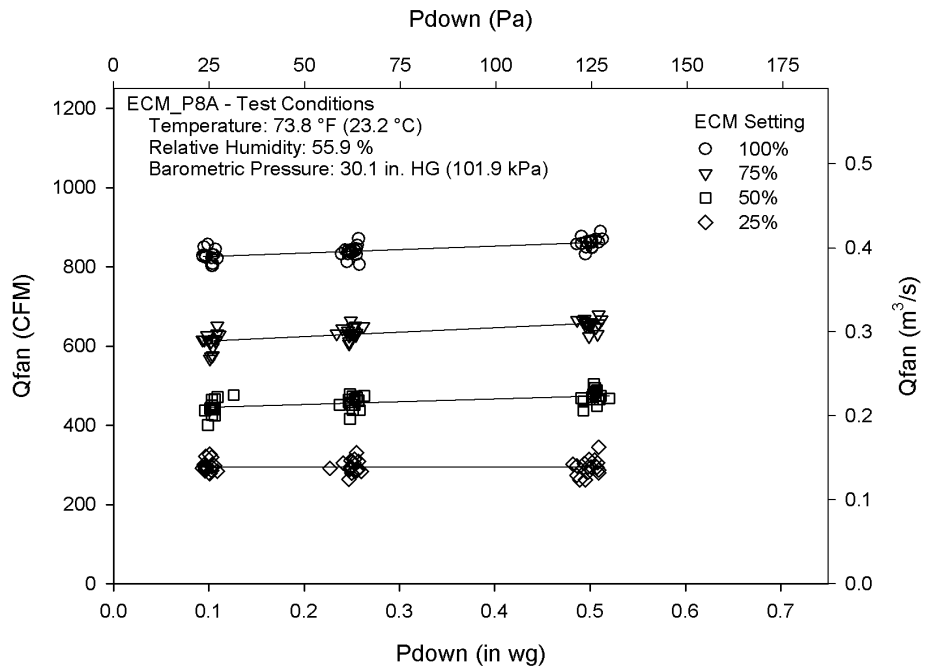 Pdown (Pa)
0 25 50 75 100 125 150 175
ECM_P8A - Test Conditions
Temperature: 73.8 °F (23.2 °C)
Relative Humidity: 55.9 %
Barometric Pressure: 30.1 in. HG (101.9 kPa)
ECM Setting
100%
75%
50%
25%
Qfan (CFM)
1200
1000
800
600
400
200
0
0.5
0.4
0.3
0.2
0.1
0.0
Qfan (m³/s)
0.0 0.1 0.2 0.3 0.4 0.5 0.6 0.7
Pdown (in wg)